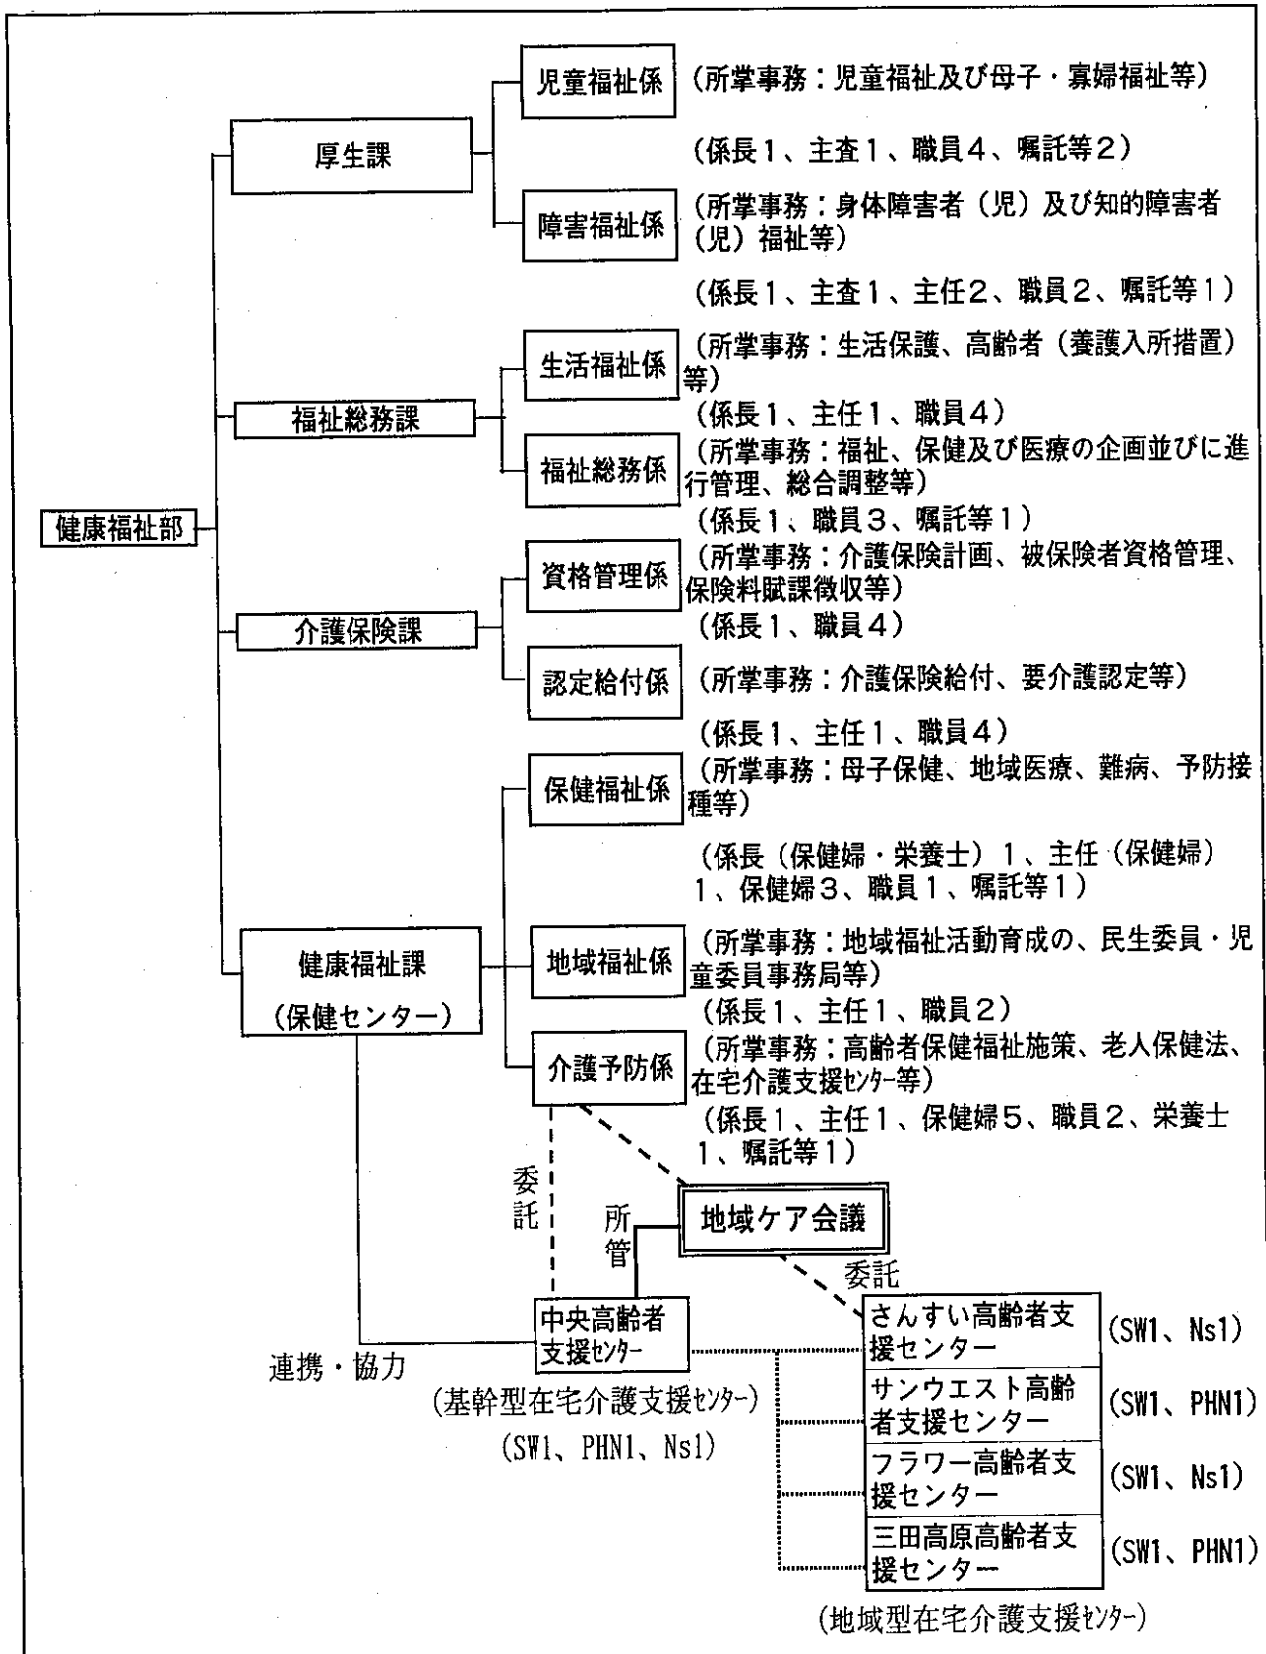 児童福祉係
(所掌事務：児童福祉及び母子・寡婦福祉等)
(係長1、主査1、職員4、嘱託等2)
厚生課
障害福祉係
(所掌事務：身体障害者（児）及び知的障害者
（児）福祉等)
(係長1、主査1、主任2、職員2、嘱託等1)
生活福祉係
(所掌事務：生活保護、高齢者（養護入所措置）
等)
(係長1、主任1、職員4)
福祉総務課
福祉総務係
(所掌事務：福祉、保健及び医療の企画並びに進
行管理、総合調整等)
(係長1、職員3、嘱託等1)
健康福祉部
資格管理係
(所掌事務：介護保険計画、被保険者資格管理、
保険料賦課徴収等)
(係長1、職員4)
介護保険課
認定給付係
(所掌事務：介護保険給付、要介護認定等)
(係長1、主任1、職員4)
保健福祉係
(所掌事務：母子保健、地域医療、難病、予防接
種等)
(係長（保健婦・栄養士）1、主任（保健婦）
1、保健婦3、職員1、嘱託等1)
健康福祉課
(保健センター)
地域福祉係
(所掌事務：地域福祉活動育成の、民生委員・児
童委員事務局等)
(係長1、主任1、職員2)
介護予防係
(所掌事務：高齢者保健福祉施策、老人保健法、
在宅介護支援ｾﾝﾀｰ等)
(係長1、主任1、保健婦5、職員2、栄養士
1、嘱託等1)
委託
所管
地域ケア会議
委託
中央高齢者
支援ｾﾝﾀｰ
連携・協力
(基幹型在宅介護支援ｾﾝﾀｰ)
(SW1、PHN1、Ns1)
さんすい高齢者支
援センター
(SW1、Ns1)
サンウエスト高齢
者支援センター
(SW1、PHN1)
フラワー高齢者支
援センター
(SW1、Ns1)
三田高原高齢者支
援センター
(SW1、PHN1)
(地域型在宅介護支援ｾﾝﾀｰ)